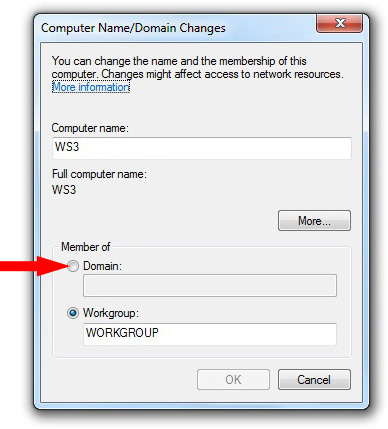 Computer Name/Domain Changes
You can change the name and the membership of this
computer. Changes might affect access to network resources.
More information
Computer name:
WS3
Full computer name:
WS3
More...
Member of
Domain:
Workgroup:
WORKGROUP
OK
Cancel